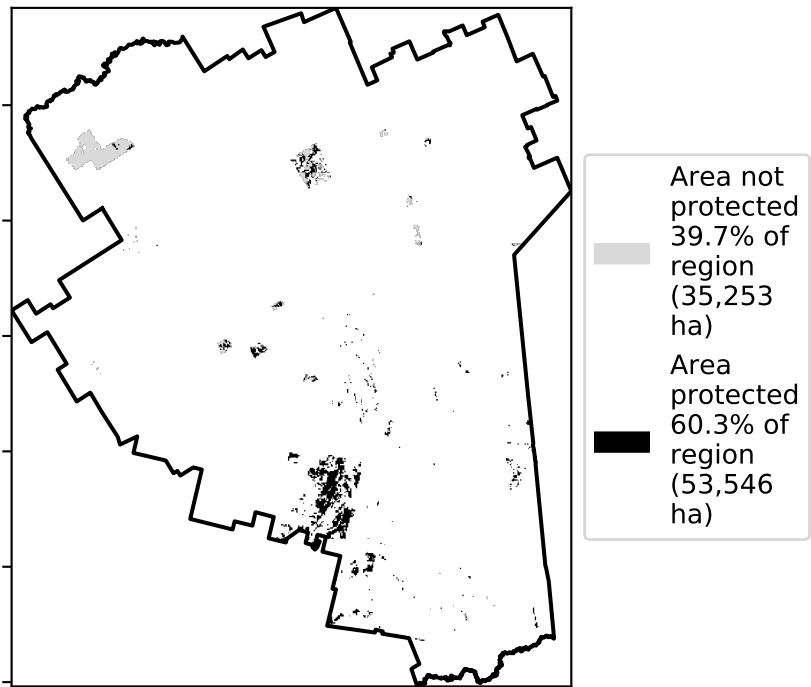 Area not
protected
39.7% of
region
(35,253
ha)
Area
protected
60.3% of
region
(53,546
ha)